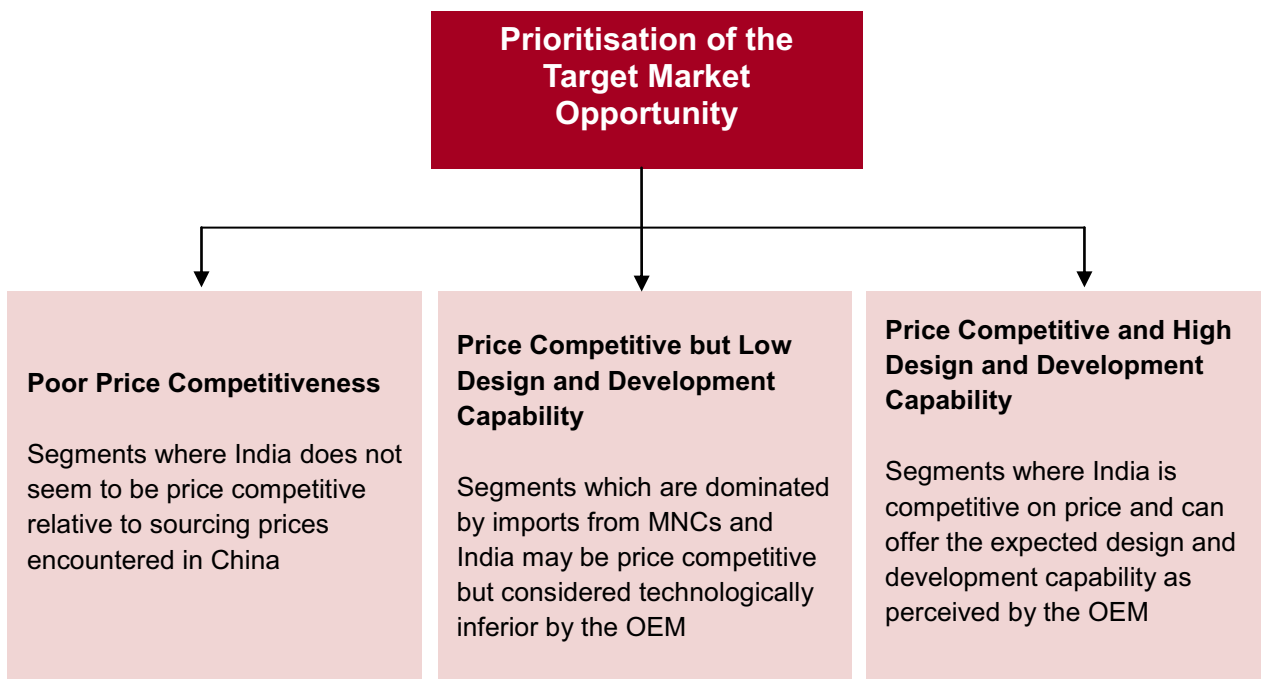 Prioritisation of the
Target Market
Opportunity
Poor Price Competitiveness
Segments where India does not
seem to be price competitive
relative to sourcing prices
encountered in China
Price Competitive but Low
Design and Development
Capability
Segments which are dominated
by imports from MNCs and
India may be price competitive
but considered technologically
inferior by the OEM
Price Competitive and High
Design and Development
Capability
Segments where India is
competitive on price and can
offer the expected design and
development capability as
perceived by the OEM